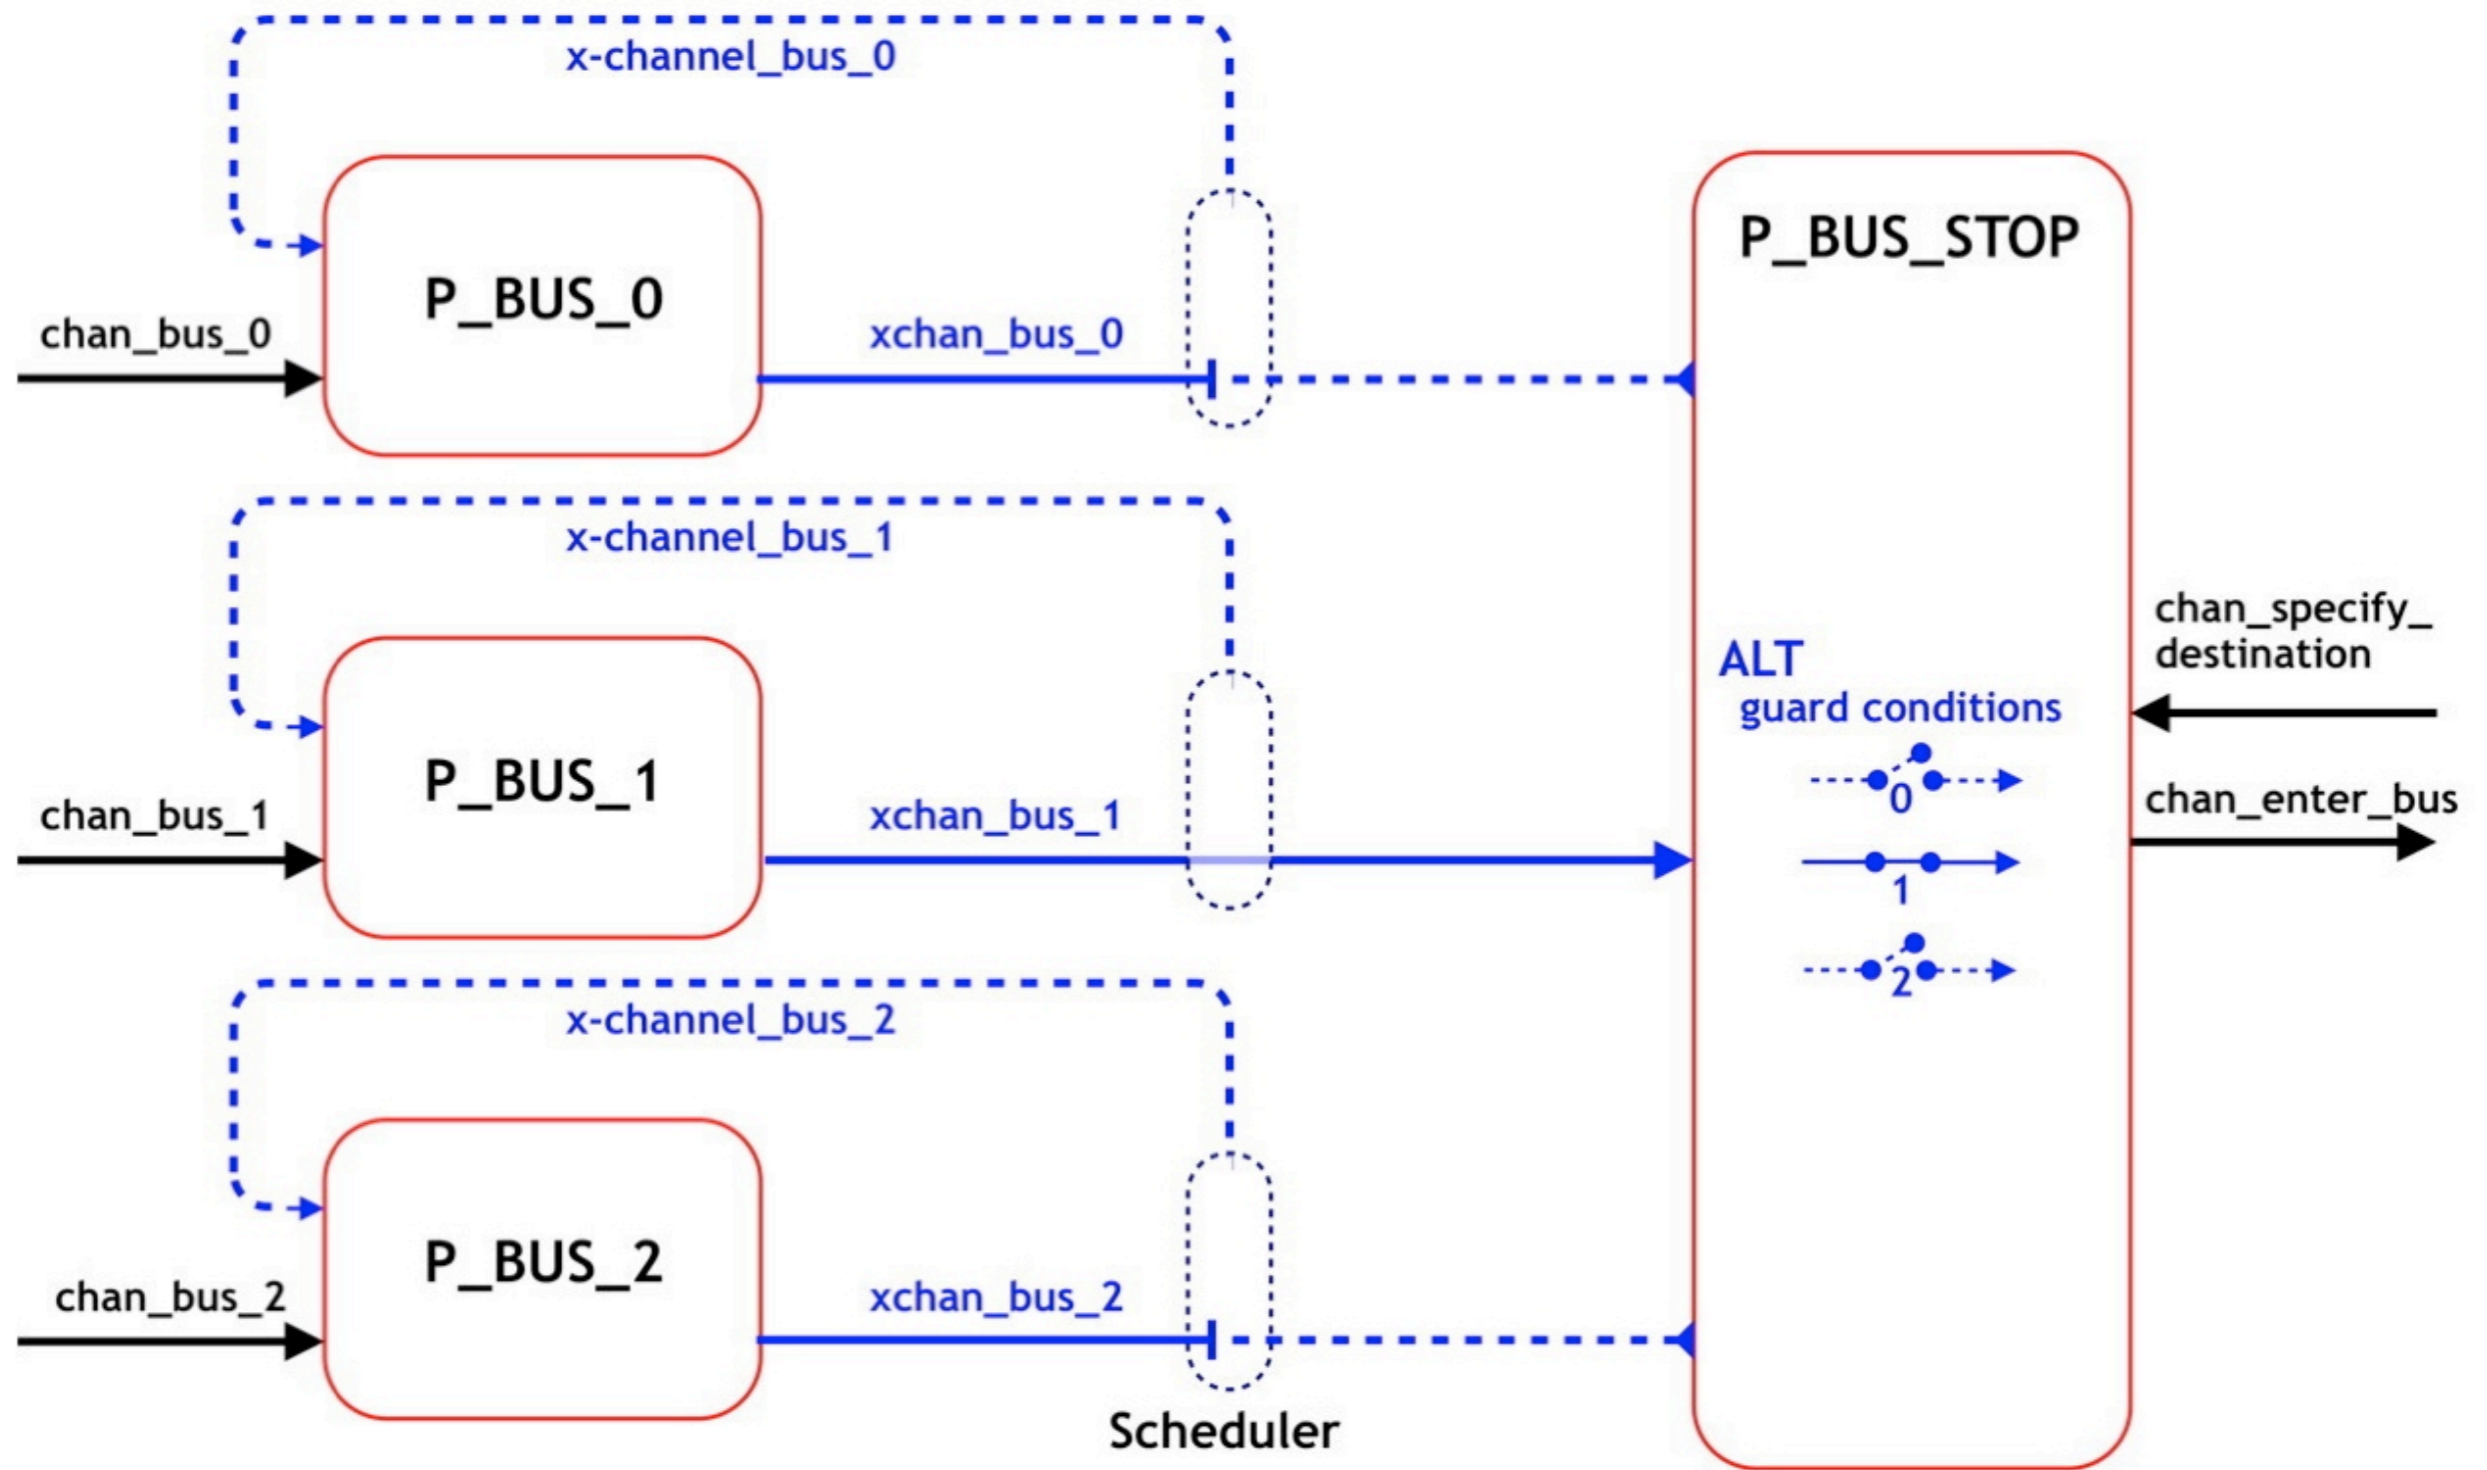 x-channel_bus_0
P_BUS_0
chan_bus_0
xchan_bus_0
x-channel_bus_1
P_BUS_1
chan_bus_1
xchan_bus_1
x-channel_bus_2
P_BUS_2
chan_bus_2
xchan_bus_2
Scheduler
P_BUS_STOP
ALT
guard conditions
0
1
2
chan_specify_
destination
chan_enter_bus